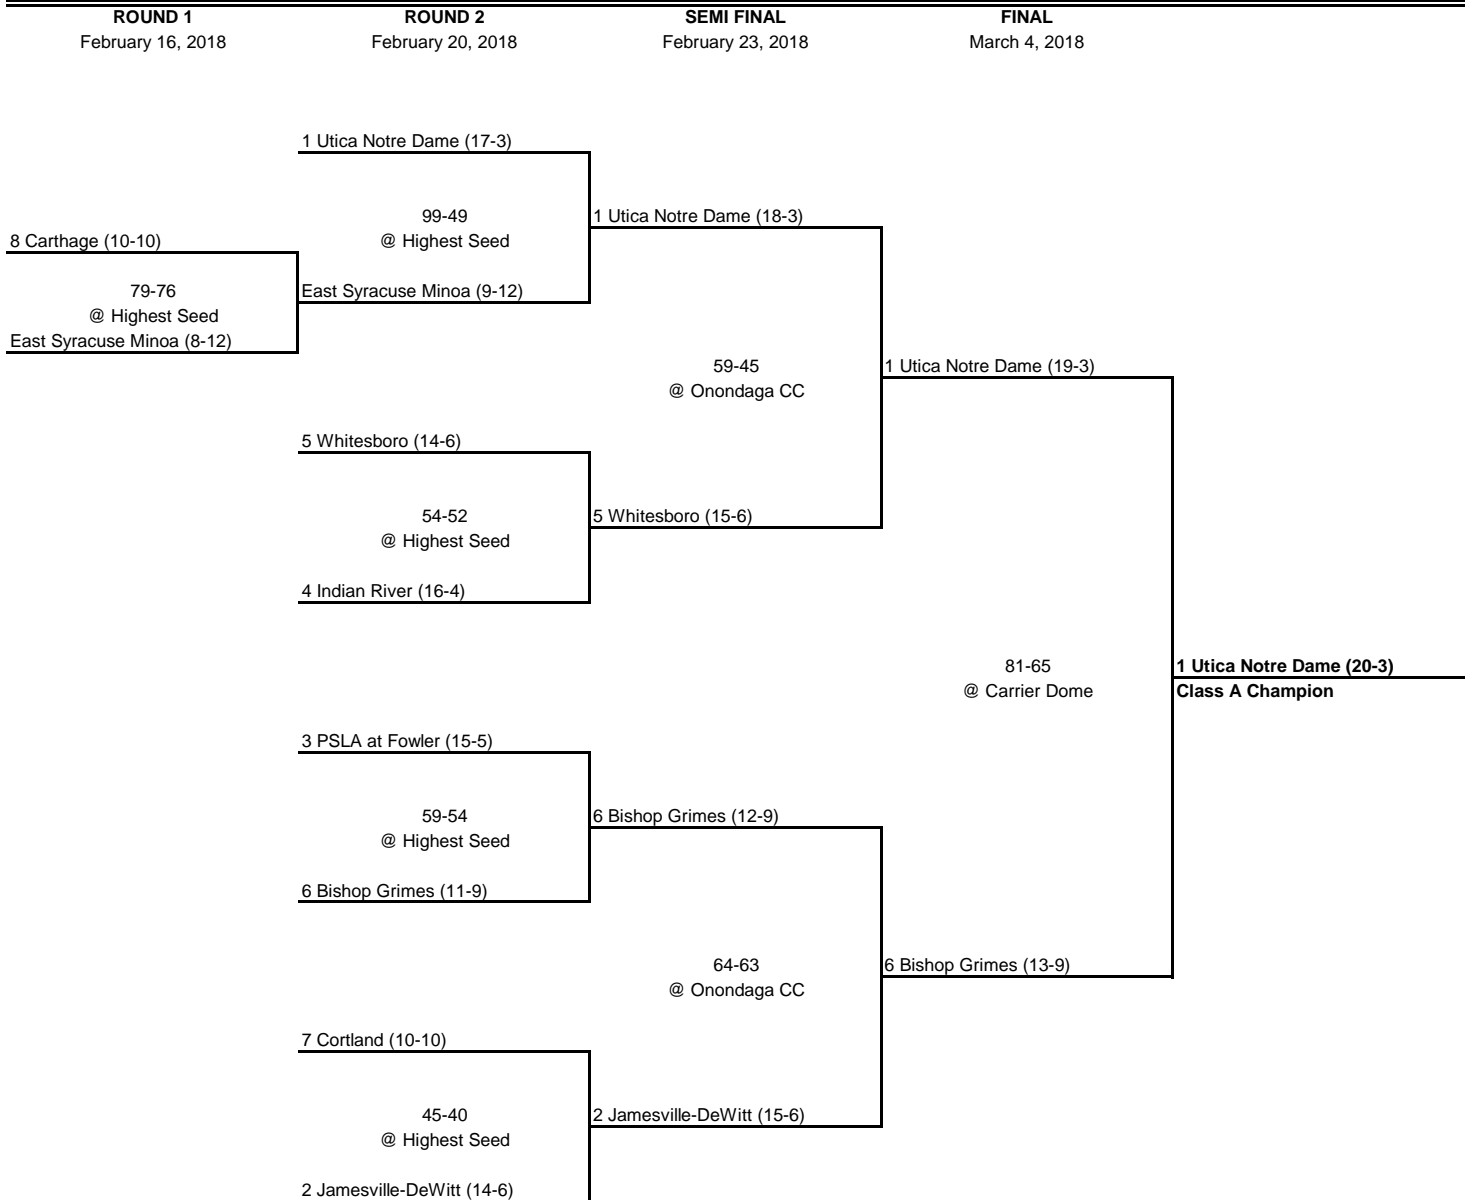 ROUND 1 ROUND 2 SEMI FINAL FINAL
February 16, 2018 February 20, 2018 February 23, 2018 March 4, 2018
1 Utica Notre Dame (17-3)
99-49 1 Utica Notre Dame (18-3)
8 Carthage (10-10) @ Highest Seed
79-76 East Syracuse Minoa (9-12)
@ Highest Seed
East Syracuse Minoa (8-12)
59-45 1 Utica Notre Dame (19-3)
@ Onondaga CC
5 Whitesboro (14-6)
54-52 5 Whitesboro (15-6)
@ Highest Seed
4 Indian River (16-4)
81-65 1 Utica Notre Dame (20-3)
@ Carrier Dome Class A Champion
3 PSLA at Fowler (15-5)
59-54 6 Bishop Grimes (12-9)
@ Highest Seed
6 Bishop Grimes (11-9)
64-63 6 Bishop Grimes (13-9)
@ Onondaga CC
7 Cortland (10-10)
45-40 2 Jamesville-DeWitt (15-6)
@ Highest Seed
2 Jamesville-DeWitt (14-6)